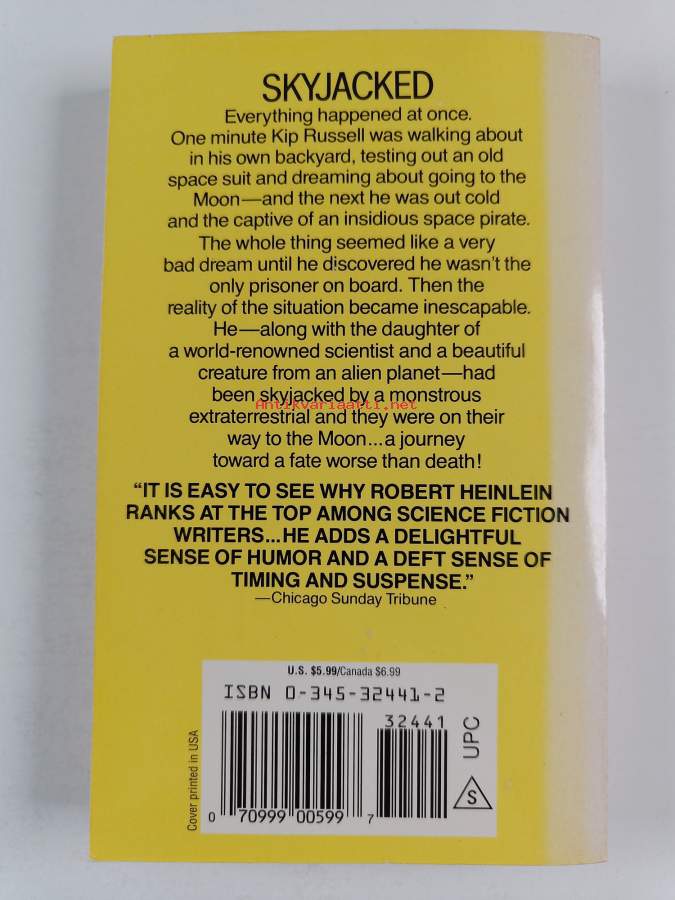 SKYJACKED
Everything happened at once.
One minute Kip Russell was walking about
in his own backyard, testing out an old
space suit and dreaming about going to the
Moon—and the next he was out cold
and the captive of an insidious space pirate.
The whole thing seemed like a very
bad dream until he discovered he wasn't the
only prisoner on board. Then the
reality of the situation became inescapable.
He—along with the daughter of
a world-renowned scientist and a beautiful
creature from an alien planet—had
been skyjacked by a monstrous
Antikvariaatti.net
extraterrestrial and they were on their
way to the Moon...a journey
toward a fate worse than death!
“IT IS EASY TO SEE WHY ROBERT HEINLEIN
RANKS AT THE TOP AMONG SCIENCE FICTION
WRITERS...HE ADDS A DELIGHTFUL
SENSE OF HUMOR AND A DEFT SENSE OF
TIMING AND SUSPENSE.”
—Chicago Sunday Tribune
U.S. $5.99/Canada $6.99
ISBN 0-345-32441-2
32441
0 70999 00599 7
UPC
S
Cover printed in USA